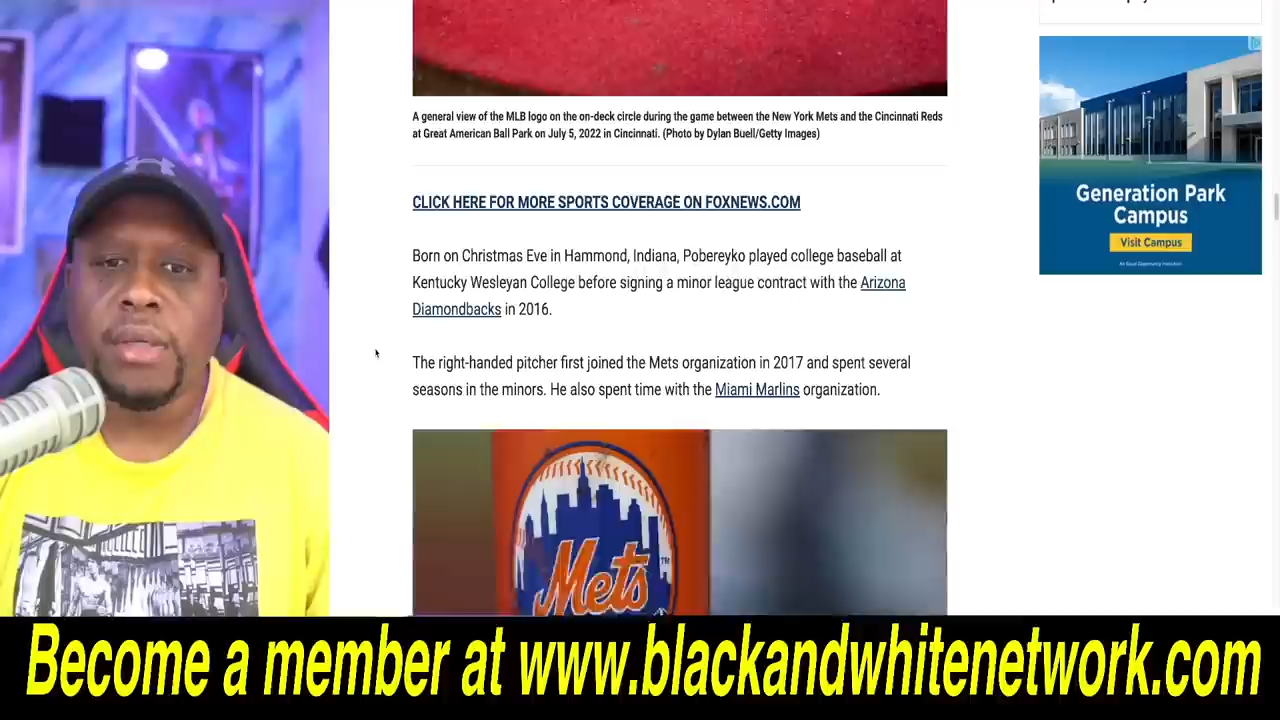 A general view of the MLB logo on the on-deck circle during the game between the New York Mets and the Cincinnati Reds
at Great American Ball Park on July 5, 2022 in Cincinnati. (Photo by Dylan Buell/Getty Images)
CLICK HERE FOR MORE SPORTS COVERAGE ON FOXNEWS.COM
Born on Christmas Eve in Hammond, Indiana, Pobereyko played college baseball at
Kentucky Wesleyan College before signing a minor league contract with the Arizona
Diamondbacks in 2016.
The right-handed pitcher first joined the Mets organization in 2017 and spent several
seasons in the minors. He also spent time with the Miami Marlins organization.
Mets
TM
Generation Park
Campus
Visit Campus
An Equal Opportunity Institution
Become a member at www.blackandwhitenetwork.com